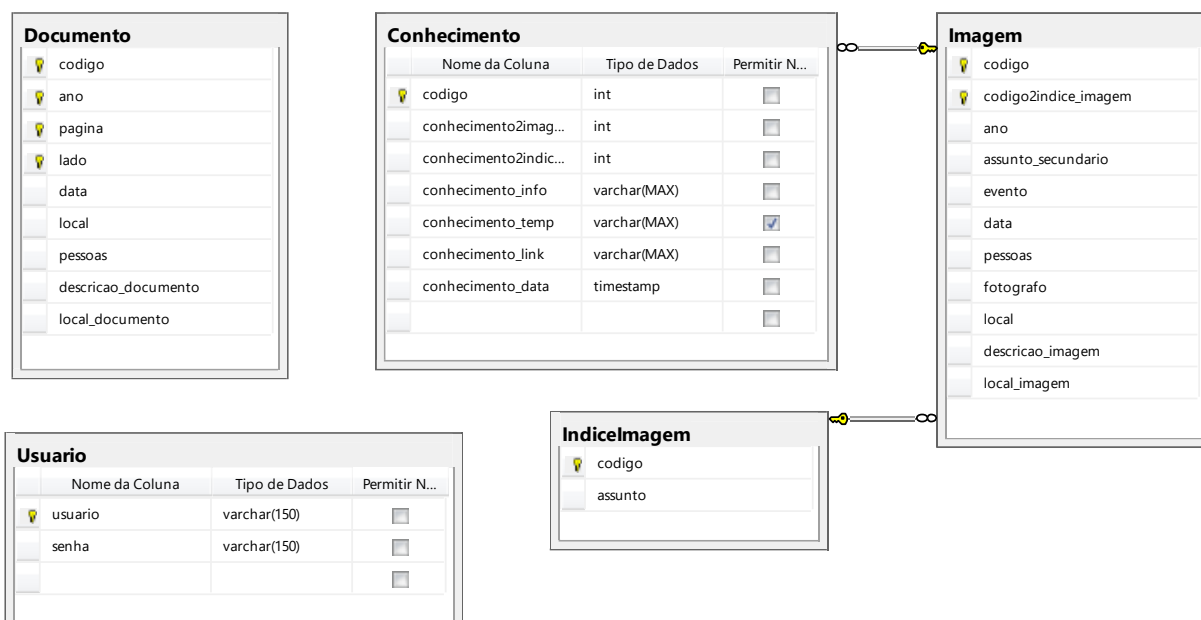 Documento
codigo
ano
pagina
lado
data
local
pessoas
descricao_documento
local_documento
Conhecimento
Nome da Coluna Tipo de Dados Permitir N...
codigo int
conhecimento2imag... int
conhecimento2indic... int
conhecimento_info varchar(MAX)
conhecimento_temp varchar(MAX)
conhecimento_link varchar(MAX)
conhecimento_data timestamp
Imagem
codigo
codigo2indice_imagem
ano
assunto_secundario
evento
data
pessoas
fotografo
local
descricao_imagem
local_imagem
Usuario
Nome da Coluna Tipo de Dados Permitir N...
usuario varchar(150)
senha varchar(150)
IndiceImagem
codigo
assunto